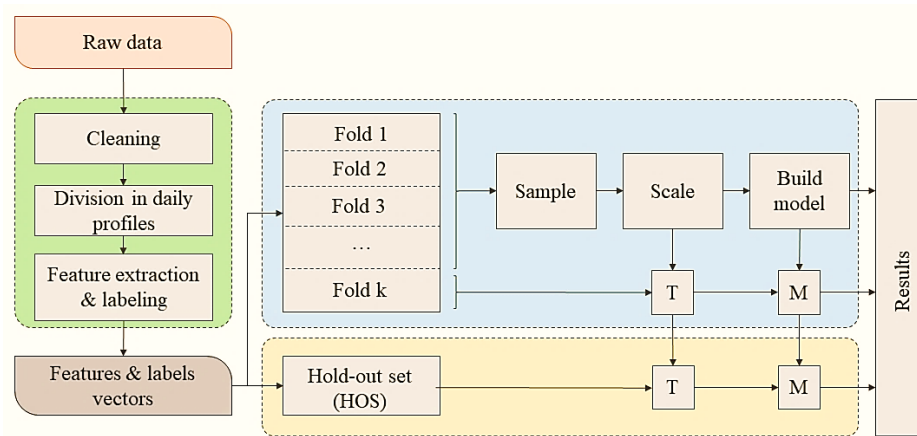 Raw data
Cleaning
Division in daily
profiles
Feature extraction
& labeling
Features & labels
vectors
Fold 1
Fold 2
Fold 3
...
Fold k
Sample
Scale
Build
model
T
M
Hold-out set
(HOS)
T
M
Results